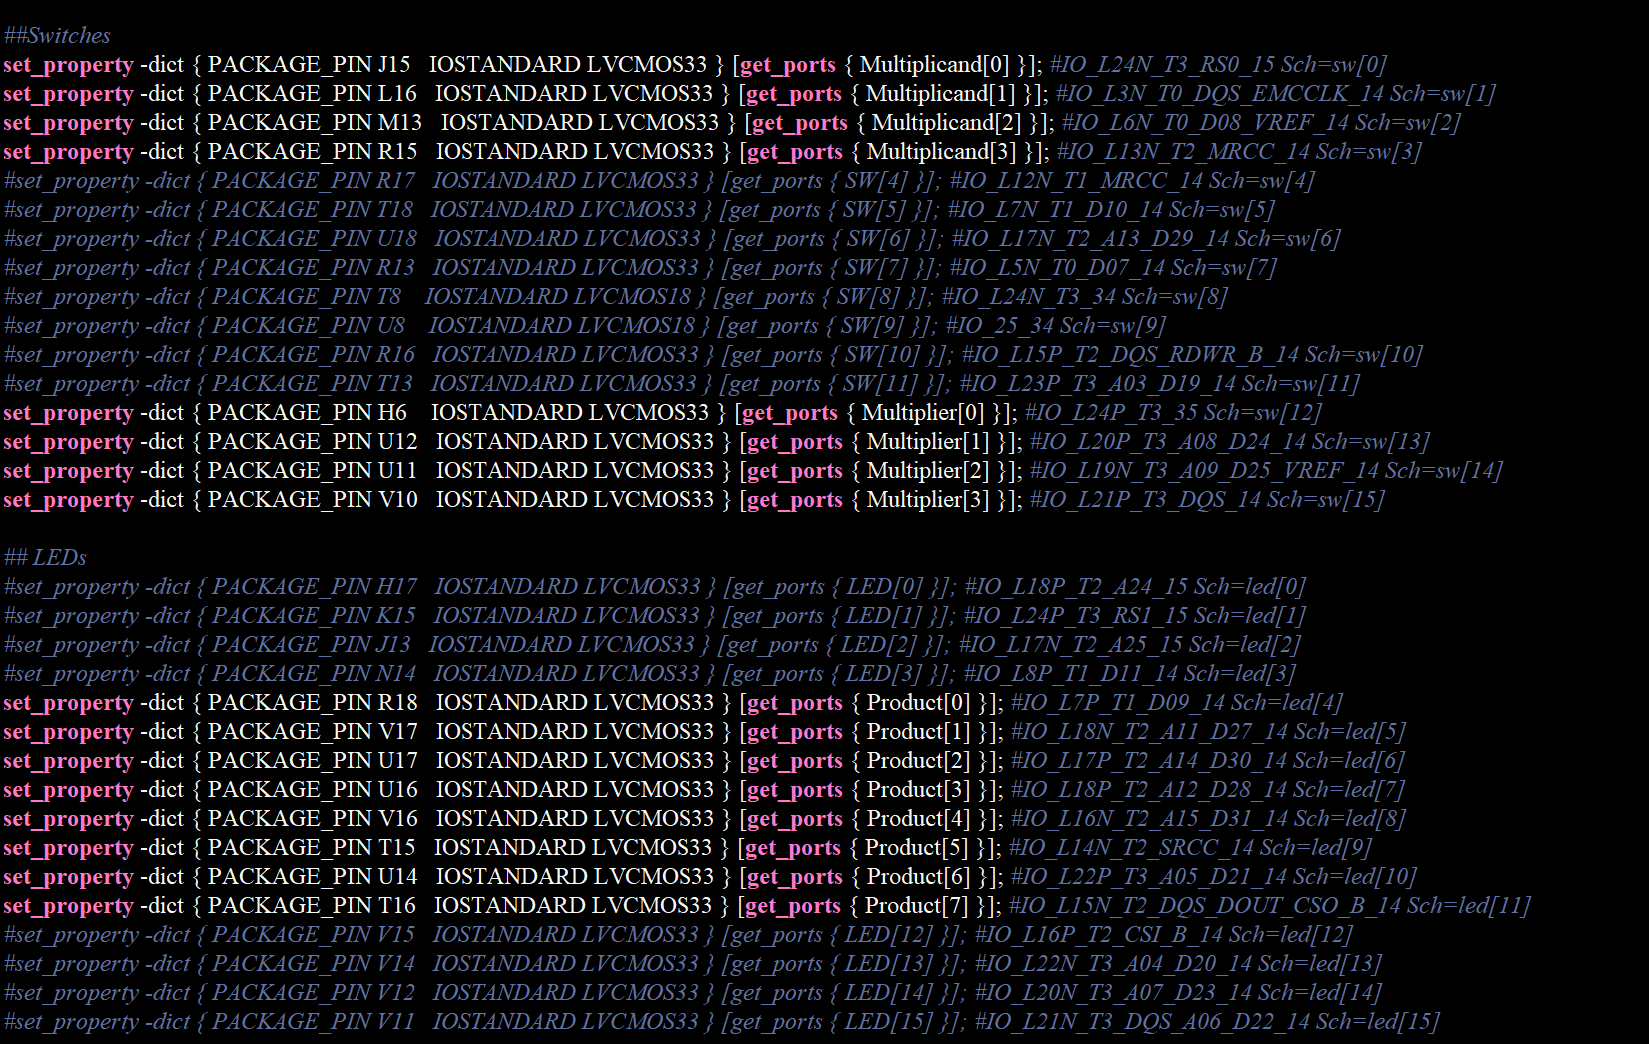 ##Switches
set_property -dict { PACKAGE_PIN J15   IOSTANDARD LVCMOS33 } [get_ports { Multiplicand[0] }]; #IO_L24N_T3_RS0_15 Sch=sw[0]
set_property -dict { PACKAGE_PIN L16   IOSTANDARD LVCMOS33 } [get_ports { Multiplicand[1] }]; #IO_L3N_T0_DQS_EMCCLK_14 Sch=sw[1]
set_property -dict { PACKAGE_PIN M13   IOSTANDARD LVCMOS33 } [get_ports { Multiplicand[2] }]; #IO_L6N_T0_D08_VREF_14 Sch=sw[2]
set_property -dict { PACKAGE_PIN R15   IOSTANDARD LVCMOS33 } [get_ports { Multiplicand[3] }]; #IO_L13N_T2_MRCC_14 Sch=sw[3]
#set_property -dict { PACKAGE_PIN R17   IOSTANDARD LVCMOS33 } [get_ports { SW[4] }]; #IO_L12N_T1_MRCC_14 Sch=sw[4]
#set_property -dict { PACKAGE_PIN T18   IOSTANDARD LVCMOS33 } [get_ports { SW[5] }]; #IO_L7N_T1_D10_14 Sch=sw[5]
#set_property -dict { PACKAGE_PIN U18   IOSTANDARD LVCMOS33 } [get_ports { SW[6] }]; #IO_L17N_T2_A13_D29_14 Sch=sw[6]
#set_property -dict { PACKAGE_PIN R13   IOSTANDARD LVCMOS33 } [get_ports { SW[7] }]; #IO_L5N_T0_D07_14 Sch=sw[7]
#set_property -dict { PACKAGE_PIN T8    IOSTANDARD LVCMOS18 } [get_ports { SW[8] }]; #IO_L24N_T3_34 Sch=sw[8]
#set_property -dict { PACKAGE_PIN U8    IOSTANDARD LVCMOS18 } [get_ports { SW[9] }]; #IO_25_34 Sch=sw[9]
#set_property -dict { PACKAGE_PIN R16   IOSTANDARD LVCMOS33 } [get_ports { SW[10] }]; #IO_L15P_T2_DQS_RDWR_B_14 Sch=sw[10]
#set_property -dict { PACKAGE_PIN T13   IOSTANDARD LVCMOS33 } [get_ports { SW[11] }]; #IO_L23P_T3_A03_D19_14 Sch=sw[11]
set_property -dict { PACKAGE_PIN H6    IOSTANDARD LVCMOS33 } [get_ports { Multiplier[0] }]; #IO_L24P_T3_35 Sch=sw[12]
set_property -dict { PACKAGE_PIN U12   IOSTANDARD LVCMOS33 } [get_ports { Multiplier[1] }]; #IO_L20P_T3_A08_D24_14 Sch=sw[13]
set_property -dict { PACKAGE_PIN U11   IOSTANDARD LVCMOS33 } [get_ports { Multiplier[2] }]; #IO_L19N_T3_A09_D25_VREF_14 Sch=sw[14]
set_property -dict { PACKAGE_PIN V10   IOSTANDARD LVCMOS33 } [get_ports { Multiplier[3] }]; #IO_L21P_T3_DQS_14 Sch=sw[15]
## LEDs
#set_property -dict { PACKAGE_PIN H17   IOSTANDARD LVCMOS33 } [get_ports { LED[0] }]; #IO_L18P_T2_A24_15 Sch=led[0]
#set_property -dict { PACKAGE_PIN K15   IOSTANDARD LVCMOS33 } [get_ports { LED[1] }]; #IO_L24P_T3_RS1_15 Sch=led[1]
#set_property -dict { PACKAGE_PIN J13   IOSTANDARD LVCMOS33 } [get_ports { LED[2] }]; #IO_L17N_T2_A25_15 Sch=led[2]
#set_property -dict { PACKAGE_PIN N14   IOSTANDARD LVCMOS33 } [get_ports { LED[3] }]; #IO_L8P_T1_D11_14 Sch=led[3]
set_property -dict { PACKAGE_PIN R18   IOSTANDARD LVCMOS33 } [get_ports { Product[0] }]; #IO_L7P_T1_D09_14 Sch=led[4]
set_property -dict { PACKAGE_PIN V17   IOSTANDARD LVCMOS33 } [get_ports { Product[1] }]; #IO_L18N_T2_A11_D27_14 Sch=led[5]
set_property -dict { PACKAGE_PIN U17   IOSTANDARD LVCMOS33 } [get_ports { Product[2] }]; #IO_L17P_T2_A14_D30_14 Sch=led[6]
set_property -dict { PACKAGE_PIN U16   IOSTANDARD LVCMOS33 } [get_ports { Product[3] }]; #IO_L18P_T2_A12_D28_14 Sch=led[7]
set_property -dict { PACKAGE_PIN V16   IOSTANDARD LVCMOS33 } [get_ports { Product[4] }]; #IO_L16N_T2_A15_D31_14 Sch=led[8]
set_property -dict { PACKAGE_PIN T15   IOSTANDARD LVCMOS33 } [get_ports { Product[5] }]; #IO_L14N_T2_SRCC_14 Sch=led[9]
set_property -dict { PACKAGE_PIN U14   IOSTANDARD LVCMOS33 } [get_ports { Product[6] }]; #IO_L22P_T3_A05_D21_14 Sch=led[10]
set_property -dict { PACKAGE_PIN T16   IOSTANDARD LVCMOS33 } [get_ports { Product[7] }]; #IO_L15N_T2_DQS_DOUT_CSO_B_14 Sch=led[11]
#set_property -dict { PACKAGE_PIN V15   IOSTANDARD LVCMOS33 } [get_ports { LED[12] }]; #IO_L16P_T2_CSI_B_14 Sch=led[12]
#set_property -dict { PACKAGE_PIN V14   IOSTANDARD LVCMOS33 } [get_ports { LED[13] }]; #IO_L22N_T3_A04_D20_14 Sch=led[13]
#set_property -dict { PACKAGE_PIN V12   IOSTANDARD LVCMOS33 } [get_ports { LED[14] }]; #IO_L20N_T3_A07_D23_14 Sch=led[14]
#set_property -dict { PACKAGE_PIN V11   IOSTANDARD LVCMOS33 } [get_ports { LED[15] }]; #IO_L21N_T3_DQS_A06_D22_14 Sch=led[15]